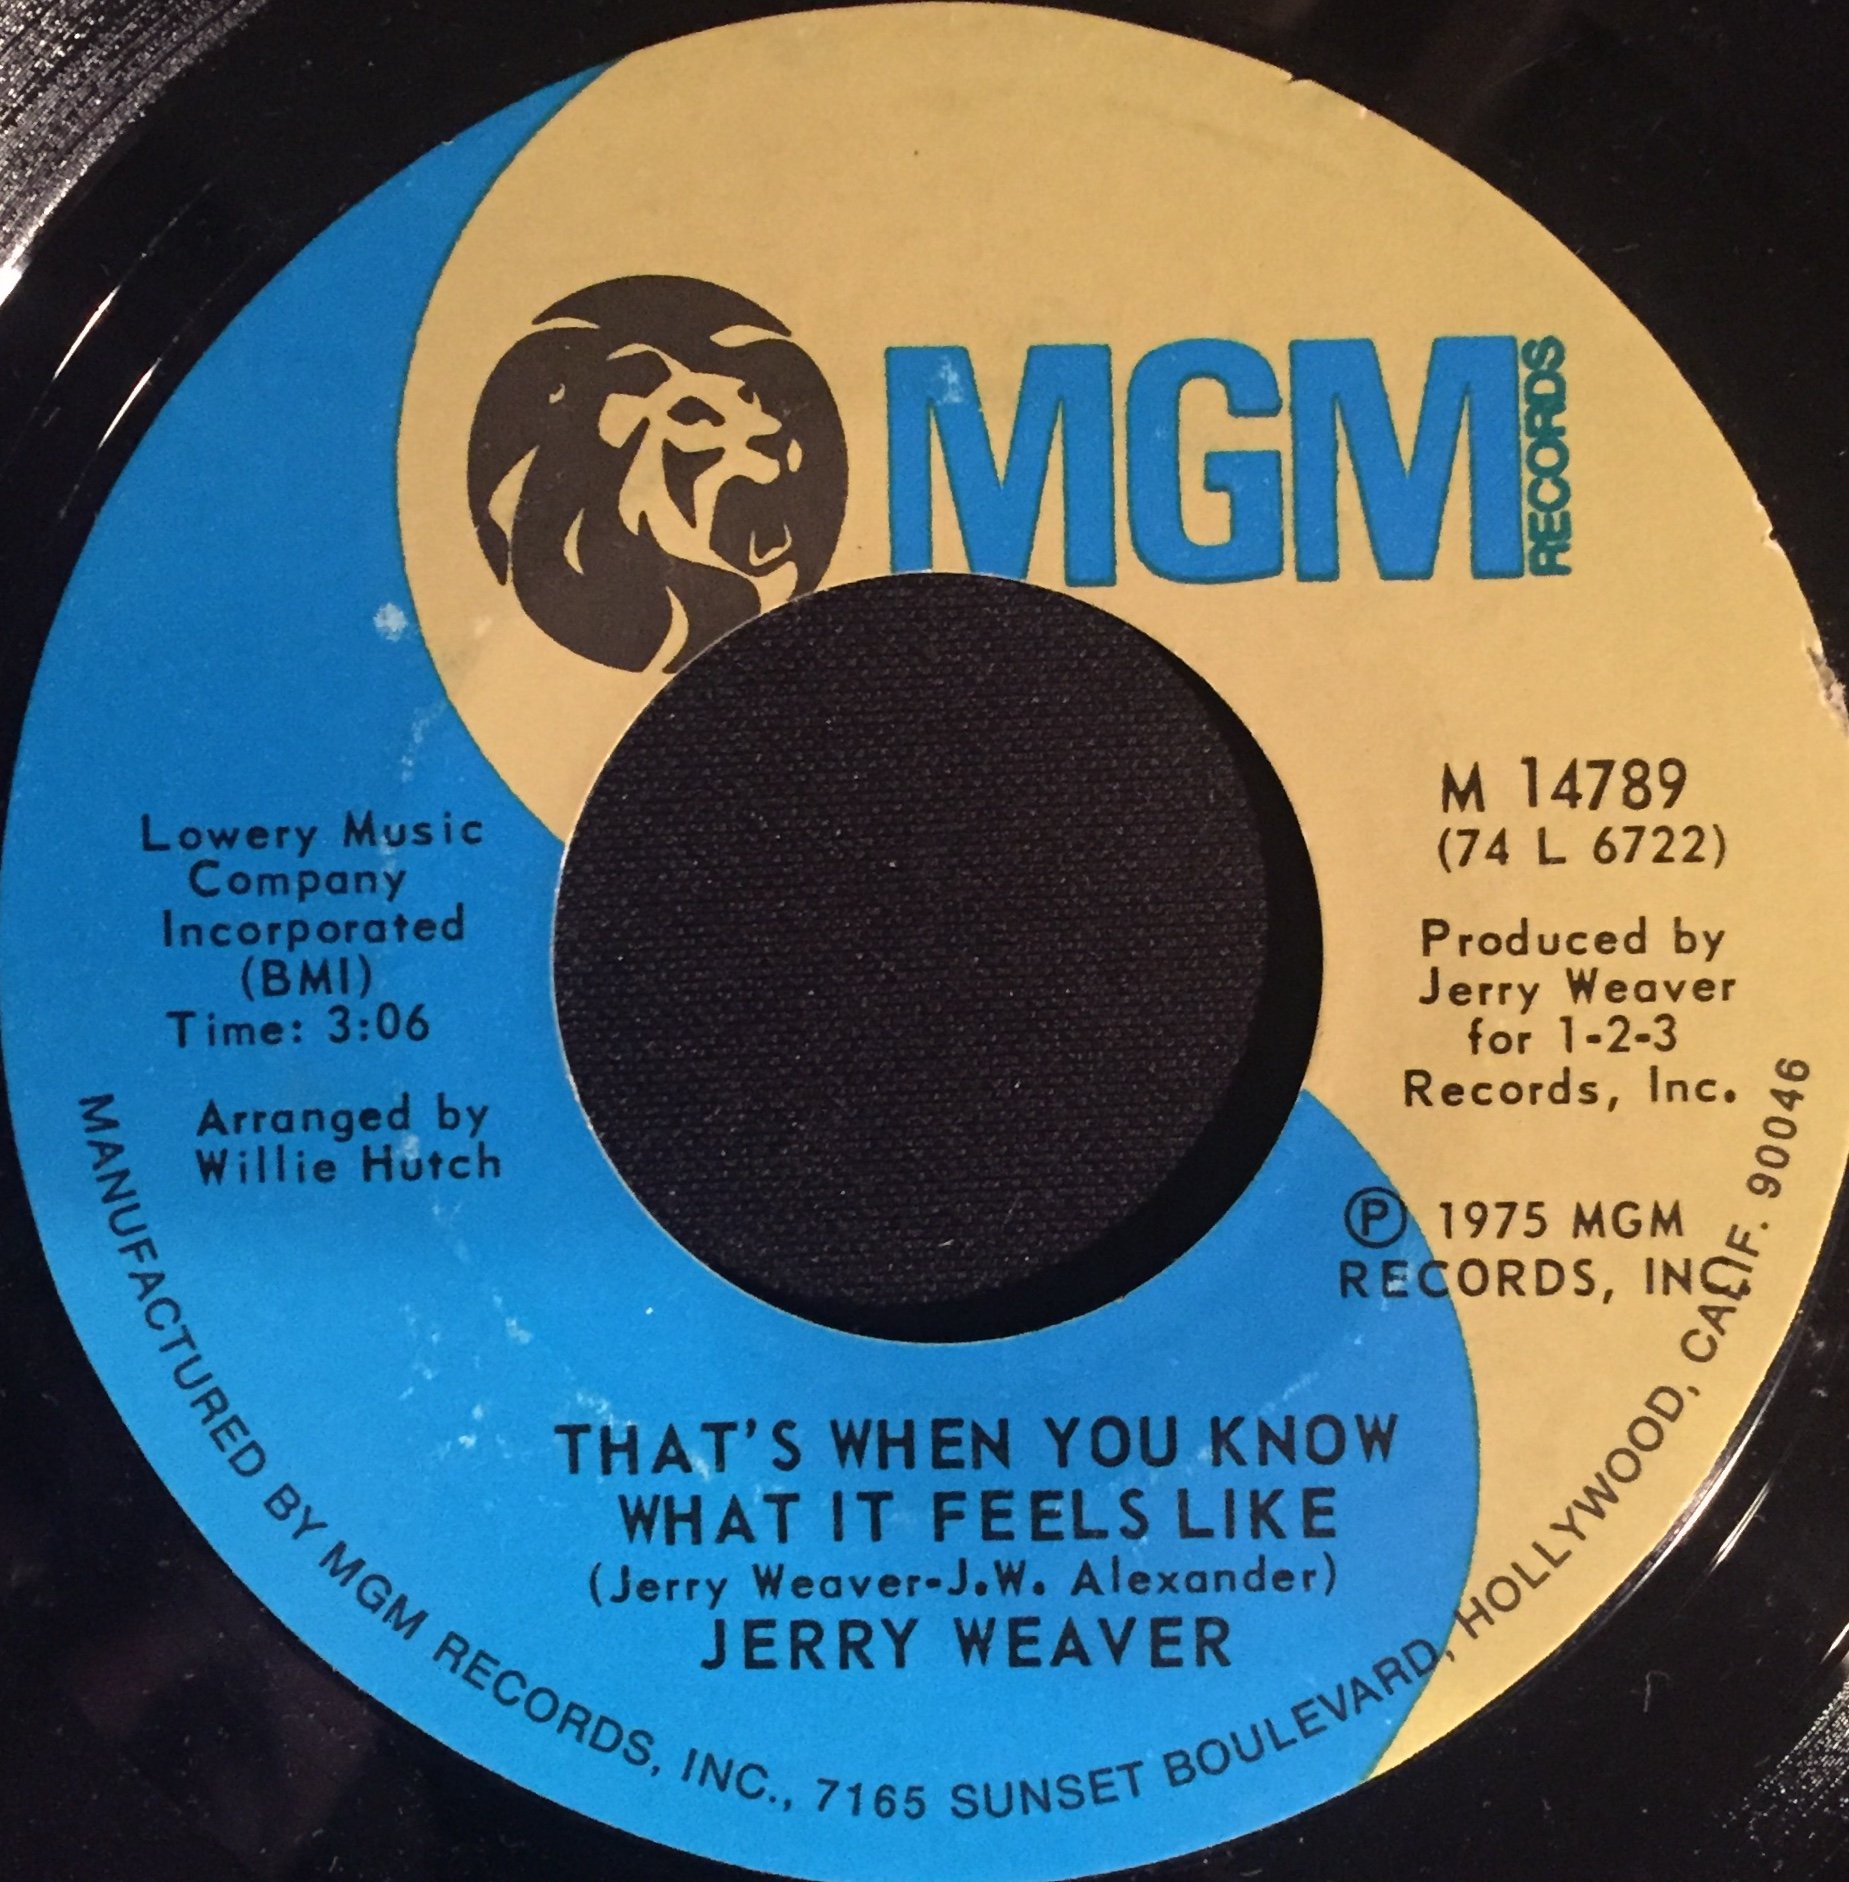 MGM
RECORDS
M 14789
(74 L 6722)
Produced by
Jerry Weaver
for 1-2-3
Records, Inc.
℗ 1975 MGM
RECORDS, INC.
Lowery Music
Company
Incorporated
(BMI)
Time: 3:06
Arranged by
Willie Hutch
THAT'S WHEN YOU KNOW
WHAT IT FEELS LIKE
(Jerry Weaver-J.W. Alexander)
JERRY WEAVER
MANUFACTURED BY MGM RECORDS, INC., 7165 SUNSET BOULEVARD, HOLLYWOOD, CALIF. 90046